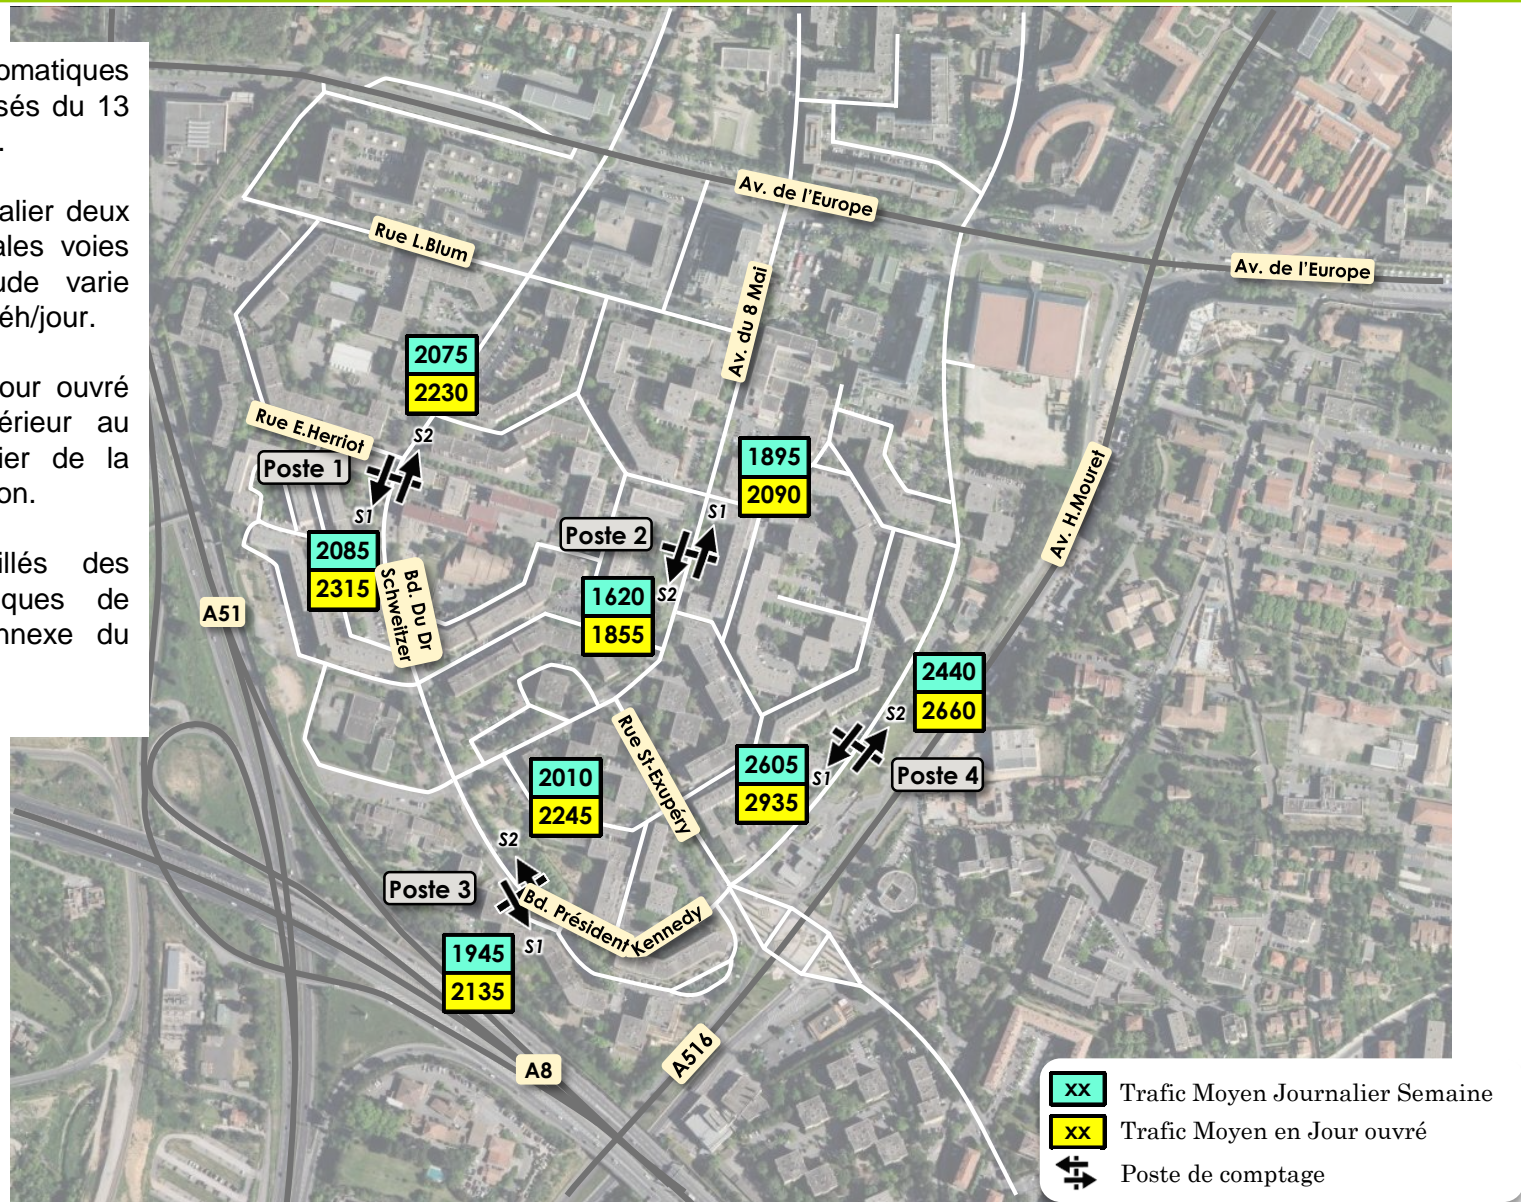 omatiques
sés du 13
.
alier deux
ales voies
ude varie
éh/jour.
our ouvré
érieur au
ier de la
on.
illés des
iques de
nnexe du
Av. de l'Europe
Rue L.Blum
Av. de l'Europe
Av. du 8 Mai
2075
2230
Rue E.Herriot
S2
Poste 1
S1
1895
2090
Av. H.Mouret
S1
Poste 2
2085
2315
Bd. Du Dr
Schweitzer
S2
1620
1855
A51
2440
2660
S2
Rue St-Exupéry
2010
2245
2605
2935
S1
Poste 4
S2
Poste 3
Bd. Président Kennedy
S1
1945
2135
A516
A8
xx Trafic Moyen Journalier Semaine
xx Trafic Moyen en Jour ouvré
Poste de comptage